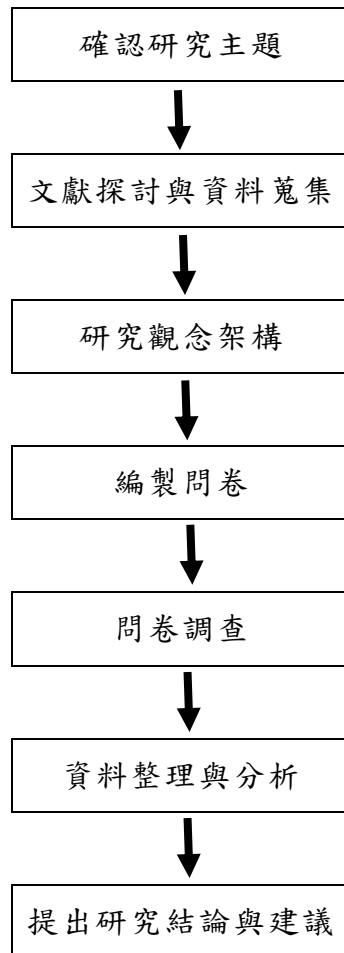 確認研究主題
文獻探討與資料蒐集
研究觀念架構
編製問卷
問卷調查
資料整理與分析
提出研究結論與建議